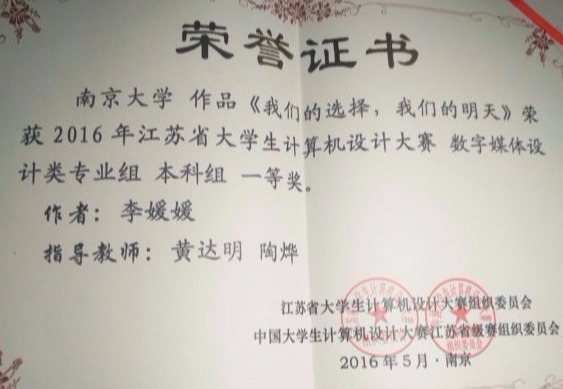 荣誉证书
南京大学 作品《我们的选择，我们的明天》荣
获 2016 年江苏省大学生计算机设计大赛 数字媒体设
计类专业组 本科组 一等奖。
作者：李媛媛
指导教师：黄达明 陶烨
江苏省大学生计算机设计大赛组织委员会
中国大学生计算机设计大赛江苏省级赛组织委员会
2016 年 5 月 · 南京